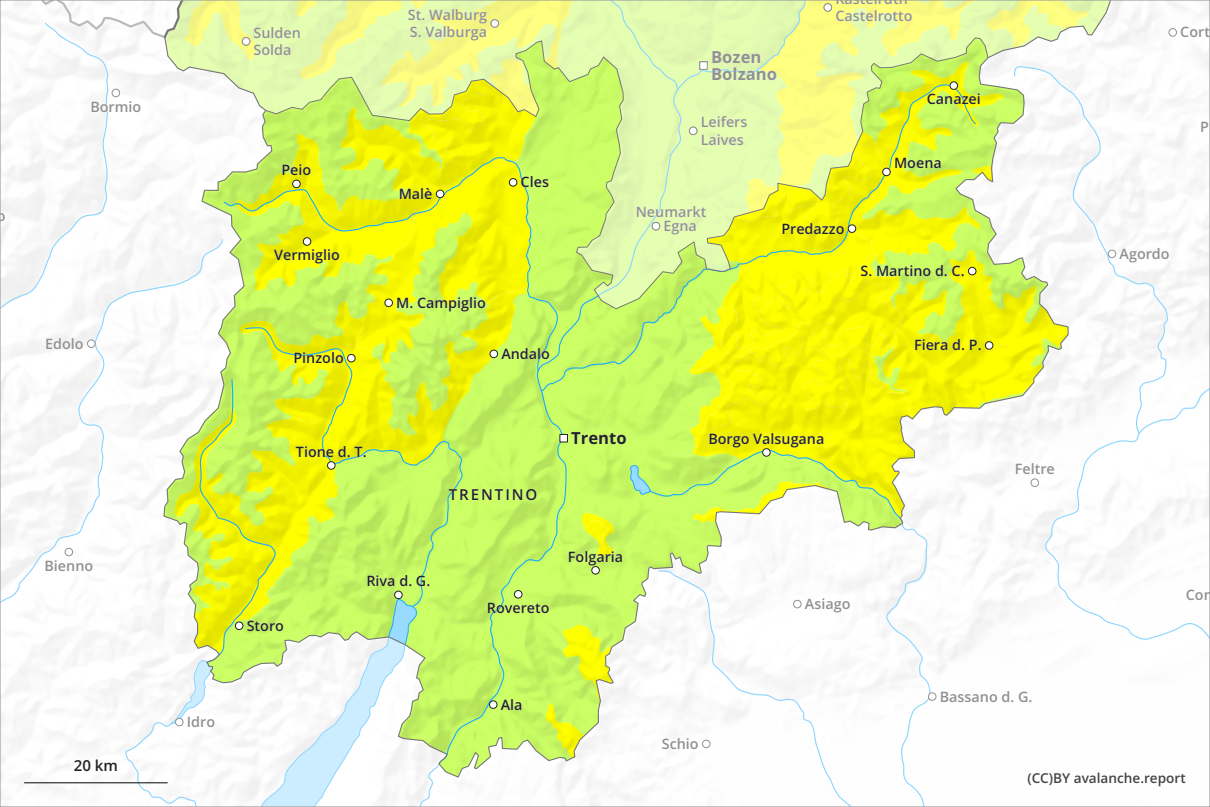 Kastelruth
Castelrotto
St. Walburg
S. Valburga
Sulden
Solda
Cort
Bozen
Bolzano
Bormio
Canazei
Leifers
Laives
P
Moena
Peio
Malè
Cles
Neumarkt
Egna
Predazzo
Vermiglio
Agordo
S. Martino d. C.
M. Campiglio
Edolo
Pinzolo
Andalo
Fiera d. P.
Trento
Borgo Valsugana
Tione d. T.
Feltre
TRENTINO
Bienno
Folgaria
Riva d. G.
Rovereto
Asiago
Cor
Storo
Bassano d. G.
Ala
Idro
Schio
20 km
(CC)BY avalanche.report